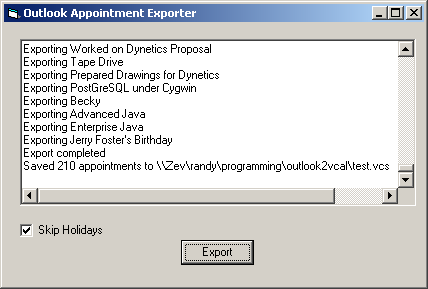 Outlook Appointment Exporter
Exporting Worked on Dynetics Proposal
Exporting Tape Drive
Exporting Prepared Drawings for Dynetics
Exporting PostGreSQL under Cygwin
Exporting Becky
Exporting Advanced Java
Exporting Enterprise Java
Exporting Jerry Foster's Birthday
Export completed
Saved 210 appointments to \\Zev\randy\programming\outlook2vcal\test.vcs
Skip Holidays
Export